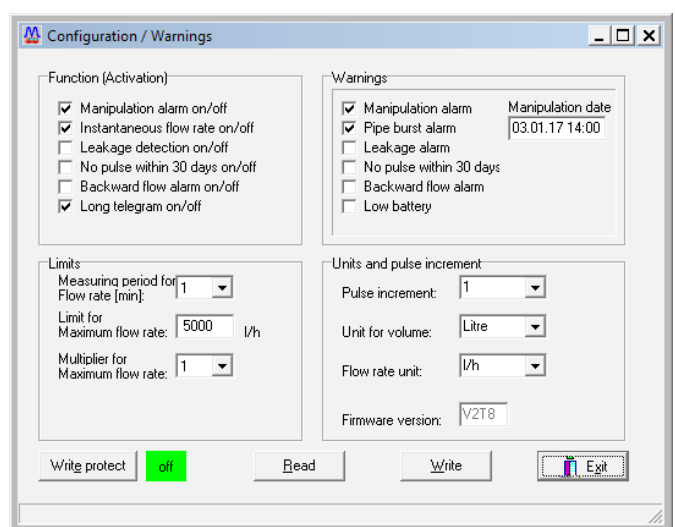 Configuration / Warnings
Function (Activation)
Manipulation alarm on/off
Instantaneous flow rate on/off
Leakage detection on/off
No pulse within 30 days on/off
Backward flow alarm on/off
Long telegram on/off
Warnings
Manipulation alarm
Pipe burst alarm
Leakage alarm
No pulse within 30 days
Backward flow alarm
Low battery
Manipulation date
03.01.17 14:00
Limits
Measuring period for
Flow rate [min]: 1
Limit for
Maximum flow rate: 5000 l/h
Multiplier for
Maximum flow rate: 1
Units and pulse increment
Pulse increment: 1
Unit for volume: Litre
Flow rate unit: l/h
Firmware version: V2T8
Write protect off Read Write Exit